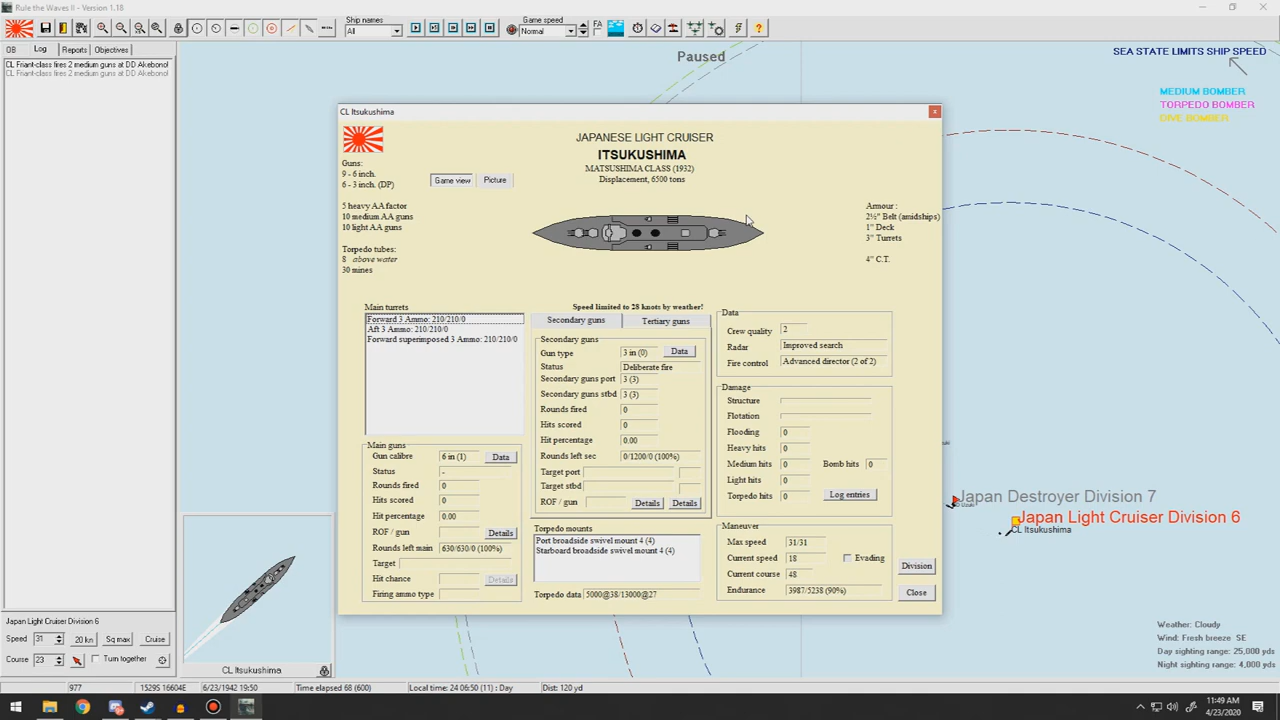 Rule the Waves II - Version 1.18
Ship names
All
Game speed
Normal
FA
OB Log Reports Objectives
CL Friant-class fires 2 medium guns at DD Akebono!
CL Friant-class fires 2 medium guns at DD Akebono!
Paused
SEA STATE LIMITS SHIP SPEED
MEDIUM BOMBER
TORPEDO BOMBER
DIVE BOMBER
CL Itsukushima
JAPANESE LIGHT CRUISER
ITSUKUSHIMA
MATSUSHIMA CLASS (1932)
Displacement, 6500 tons
Guns:
9 - 6 inch.
6 - 3 inch. (DP)
Game view Picture
5 heavy AA factor
10 medium AA guns
10 light AA guns
Torpedo tubes:
8 above water
30 mines
Armour :
2½" Belt (amidships)
1" Deck
3" Turrets
4" C.T.
Speed limited to 28 knots by weather!
Main turrets
Forward 3 Ammo: 210/210/0
Aft 3 Ammo: 210/210/0
Forward superimposed 3 Ammo: 210/210/0
Main guns
Gun calibre 6 in (1) Data
Status -
Rounds fired 0
Hits scored 0
Hit percentage 0.00
ROF / gun Details
Rounds left main 630/630/0 (100%)
Target
Hit chance Details
Firing ammo type
Secondary guns Tertiary guns
Secondary guns
Gun type 3 in (0) Data
Status Deliberate fire
Secondary guns port 3 (3)
Secondary guns stbd 3 (3)
Rounds fired 0
Hits scored 0
Hit percentage 0.00
Rounds left sec 0/1200/0 (100%)
Target port
Target stbd
ROF / gun Details Details
Torpedo mounts
Port broadside swivel mount 4 (4)
Starboard broadside swivel mount 4 (4)
Torpedo data 5000@38/13000@27
Data
Crew quality 2
Radar Improved search
Fire control Advanced director (2 of 2)
Damage
Structure
Flotation
Flooding 0
Heavy hits 0
Medium hits 0 Bomb hits 0
Light hits 0
Torpedo hits 0 Log entries
Maneuver
Max speed 31/31
Current speed 18 Evading
Current course 48
Endurance 3987/5238 (90%)
Division
Close
Japan Destroyer Division 7
Japan Light Cruiser Division 6
CL Itsukushima
Japan Light Cruiser Division 6
Speed 31 20 kn Sq max Cruise
Course 23 Turn together
CL Itsukushima
Weather: Cloudy
Wind: Fresh breeze SE
Day sighting range: 25,000 yds
Night sighting range: 4,000 yds
977 1529S 16604E 6/23/1942 19:50 Time elapsed 68 (600) Local time: 24 06:50 (11) : Day Dist: 120 yd
11:49 AM
4/23/2020